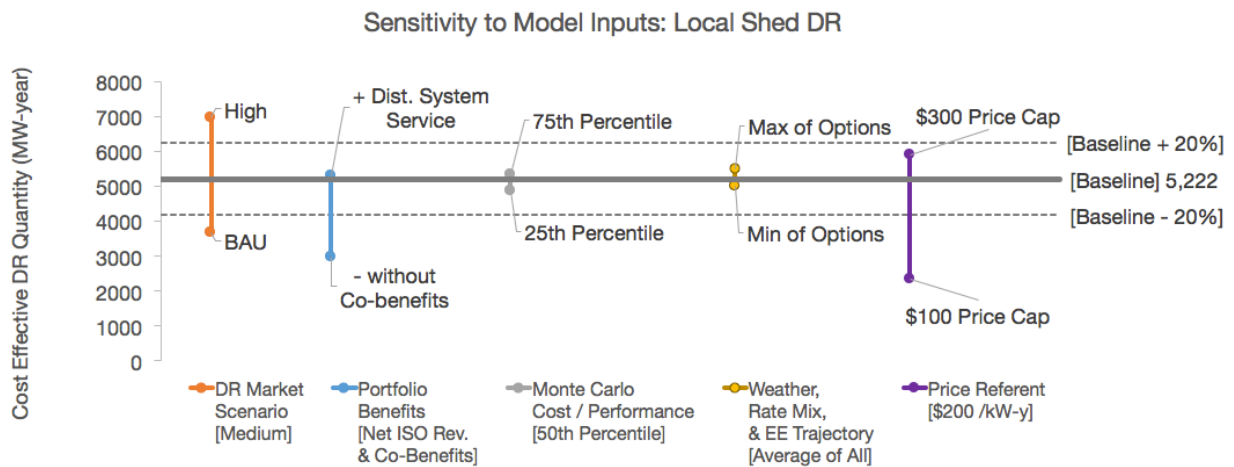 Sensitivity to Model Inputs: Local Shed DR
Cost Effective DR Quantity (MW-year)
8000
7000
6000
5000
4000
3000
2000
1000
0
High
BAU
+ Dist. System
Service
- without
Co-benefits
75th Percentile
25th Percentile
Max of Options
Min of Options
$300 Price Cap
$100 Price Cap
[Baseline + 20%]
[Baseline] 5,222
[Baseline - 20%]
DR Market
Scenario
[Medium]
Portfolio
Benefits
[Net ISO Rev.
& Co-Benefits]
Monte Carlo
Cost / Performance
[50th Percentile]
Weather,
Rate Mix,
& EE Trajectory
[Average of All]
Price Referent
[$200 /kW-y]